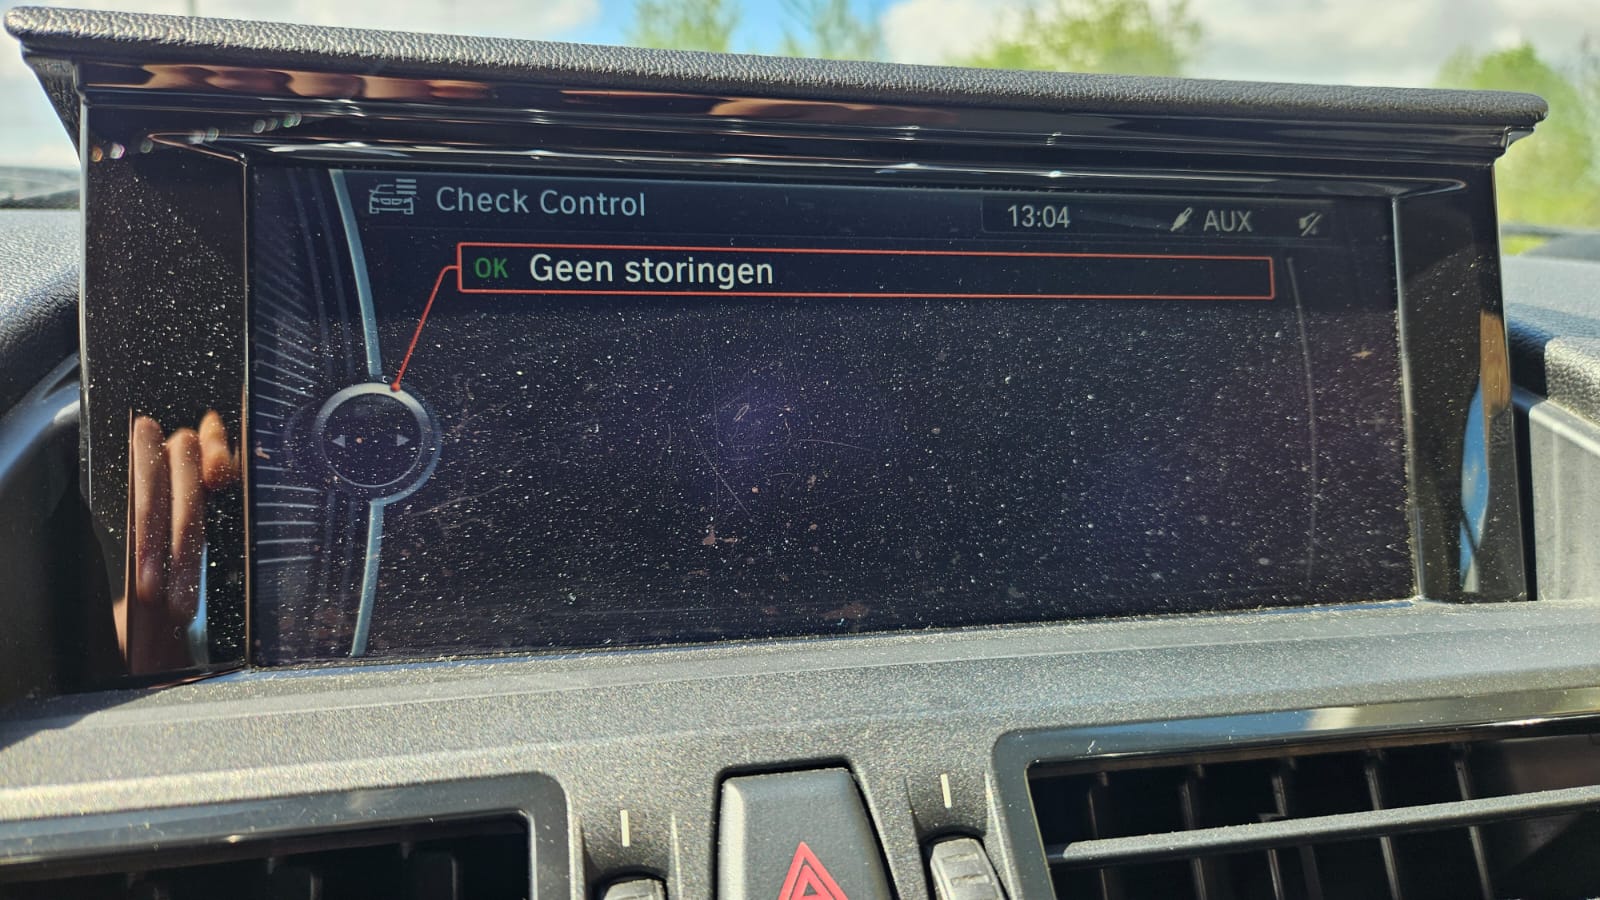 Check Control
13:04 AUX
OK Geen storingen